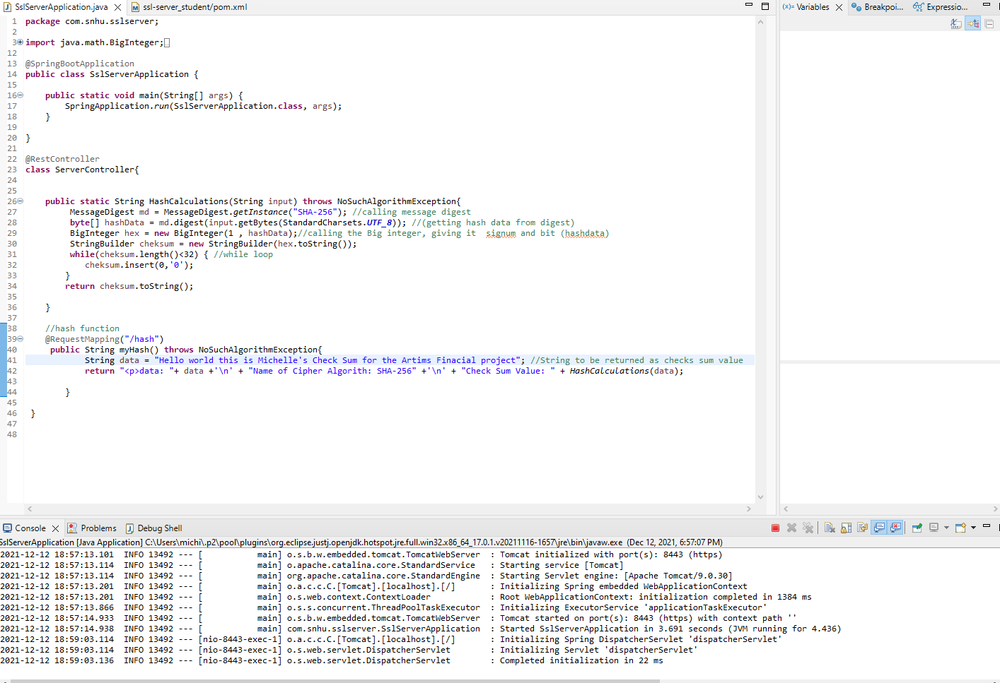 SslServerApplication.java
ssl-server_student/pom.xml
(x)= Variables
Breakpoi...
Expressio...
1 package com.snhu.sslserver;
2
3 import java.math.BigInteger;
12
13 @SpringBootApplication
14 public class SslServerApplication {
15
16 public static void main(String[] args) {
17 SpringApplication.run(SslServerApplication.class, args);
18 }
19
20 }
21
22 @RestController
23 class ServerController{
24
25
26 public static String HashCalculations(String input) throws NoSuchAlgorithmException{
27 MessageDigest md = MessageDigest.getInstance("SHA-256"); //calling message digest
28 byte[] hashData = md.digest(input.getBytes(StandardCharsets.UTF_8)); //(getting hash data from digest)
29 BigInteger hex = new BigInteger(1 , hashData);//calling the Big integer, giving it  signum and bit (hashdata)
30 StringBuilder cheksum = new StringBuilder(hex.toString());
31 while(cheksum.length()<32) { //while loop
32 cheksum.insert(0,'0');
33 }
34 return cheksum.toString();
35
36 }
37
38 //hash function
39 @RequestMapping("/hash")
40 public String myHash() throws NoSuchAlgorithmException{
41 String data = "Hello world this is Michelle's Check Sum for the Artims Finacial project"; //String to be returned as checks sum value
42 return "<p>data: "+ data +'\n' + "Name of Cipher Algorith: SHA-256" +'\n' + "Check Sum Value: " + HashCalculations(data);
43
44 }
45
46 }
47
48
Console
Problems
Debug Shell
SslServerApplication [Java Application] C:\Users\michi\.p2\pool\plugins\org.eclipse.justj.openjdk.hotspot.jre.full.win32.x86_64_17.0.1.v20211116-1657\jre\bin\javaw.exe (Dec 12, 2021, 6:57:07 PM)
2021-12-12 18:57:13.101  INFO 13492 --- [           main] o.s.b.w.embedded.tomcat.TomcatWebServer  : Tomcat initialized with port(s): 8443 (https)
2021-12-12 18:57:13.114  INFO 13492 --- [           main] o.apache.catalina.core.StandardService   : Starting service [Tomcat]
2021-12-12 18:57:13.114  INFO 13492 --- [           main] org.apache.catalina.core.StandardEngine  : Starting Servlet engine: [Apache Tomcat/9.0.30]
2021-12-12 18:57:13.201  INFO 13492 --- [           main] o.a.c.c.C.[Tomcat].[localhost].[/]       : Initializing Spring embedded WebApplicationContext
2021-12-12 18:57:13.201  INFO 13492 --- [           main] o.s.web.context.ContextLoader            : Root WebApplicationContext: initialization completed in 1384 ms
2021-12-12 18:57:13.866  INFO 13492 --- [           main] o.s.s.concurrent.ThreadPoolTaskExecutor  : Initializing ExecutorService 'applicationTaskExecutor'
2021-12-12 18:57:14.933  INFO 13492 --- [           main] o.s.b.w.embedded.tomcat.TomcatWebServer  : Tomcat started on port(s): 8443 (https) with context path ''
2021-12-12 18:57:14.938  INFO 13492 --- [           main] com.snhu.sslserver.SslServerApplication  : Started SslServerApplication in 3.691 seconds (JVM running for 4.436)
2021-12-12 18:59:03.114  INFO 13492 --- [nio-8443-exec-1] o.a.c.c.C.[Tomcat].[localhost].[/]       : Initializing Spring DispatcherServlet 'dispatcherServlet'
2021-12-12 18:59:03.114  INFO 13492 --- [nio-8443-exec-1] o.s.web.servlet.DispatcherServlet        : Initializing Servlet 'dispatcherServlet'
2021-12-12 18:59:03.136  INFO 13492 --- [nio-8443-exec-1] o.s.web.servlet.DispatcherServlet        : Completed initialization in 22 ms